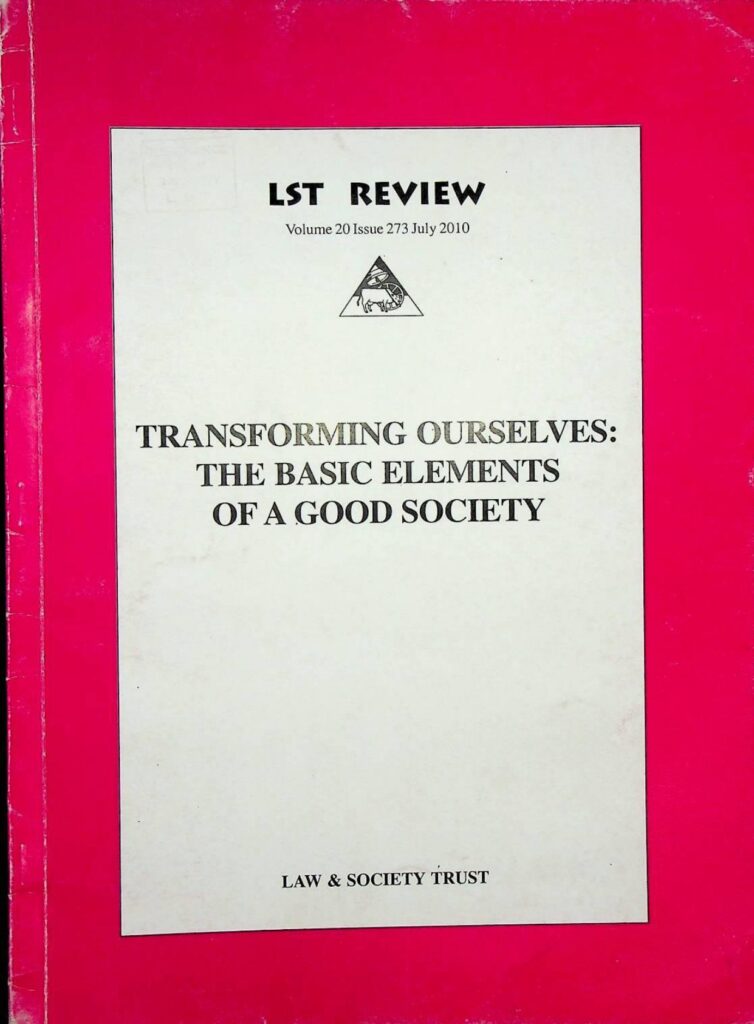 LST REVIEW
Volume 20 Issue 273 July 2010
TRANSFORMING OURSELVES:
THE BASIC ELEMENTS
OF A GOOD SOCIETY
LAW & SOCIETY TRUST